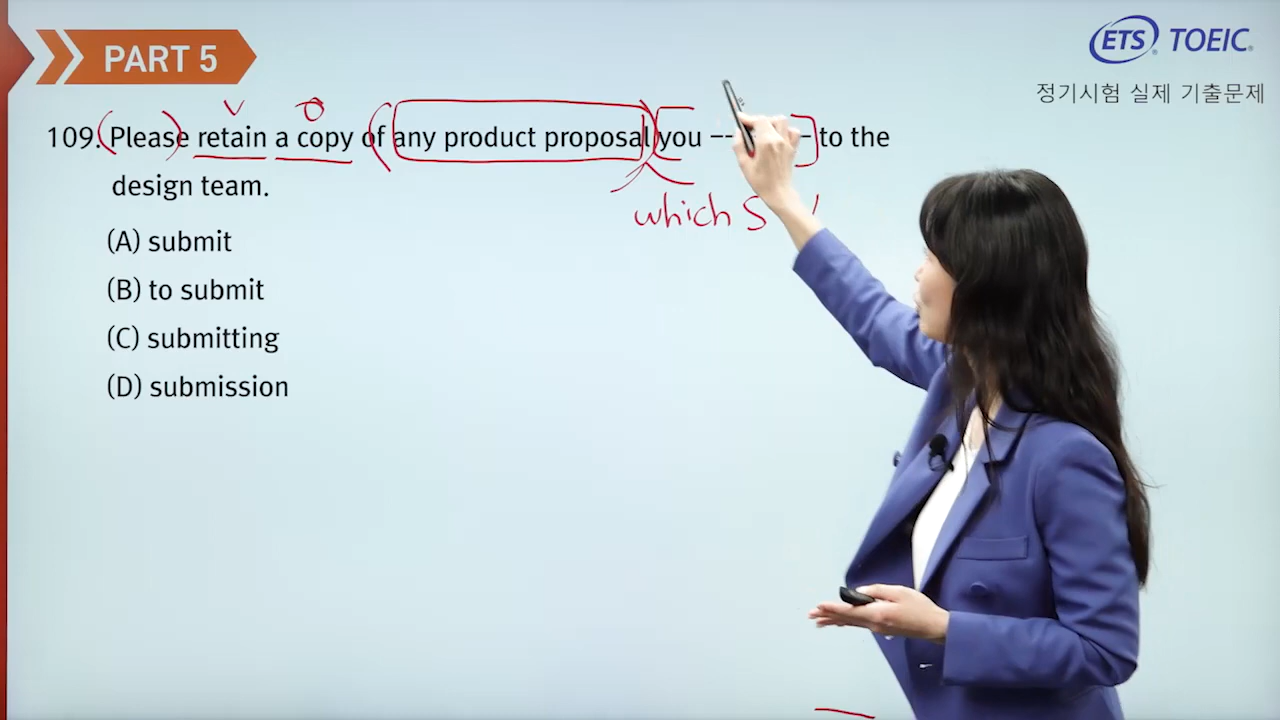 PART 5
ETS TOEIC
정기시험 실제 기출문제
V O
109. Please retain a copy of any product proposal you -- to the
design team.
which S
(A) submit
(B) to submit
(C) submitting
(D) submission